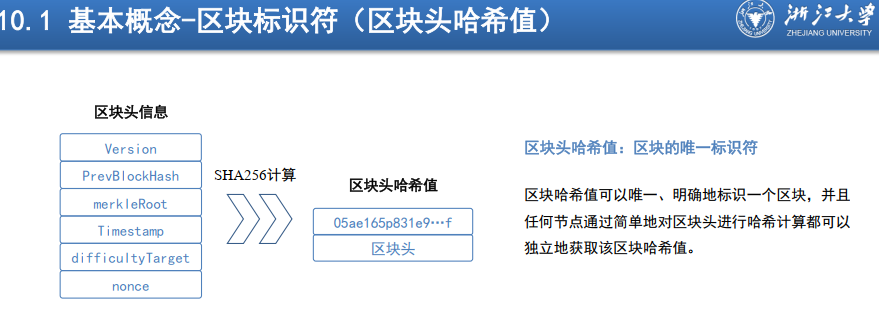 10.1 基本概念-区块标识符（区块头哈希值）
浙江大学
ZHEJIANG UNIVERSITY
区块头信息
Version
PrevBlockHash
merkleRoot
Timestamp
difficultyTarget
nonce
SHA256计算
区块头哈希值
05ae165p831e9…f
区块头
区块头哈希值：区块的唯一标识符
区块哈希值可以唯一、明确地标识一个区块，并且
任何节点通过简单地对区块头进行哈希计算都可以
独立地获取该区块哈希值。